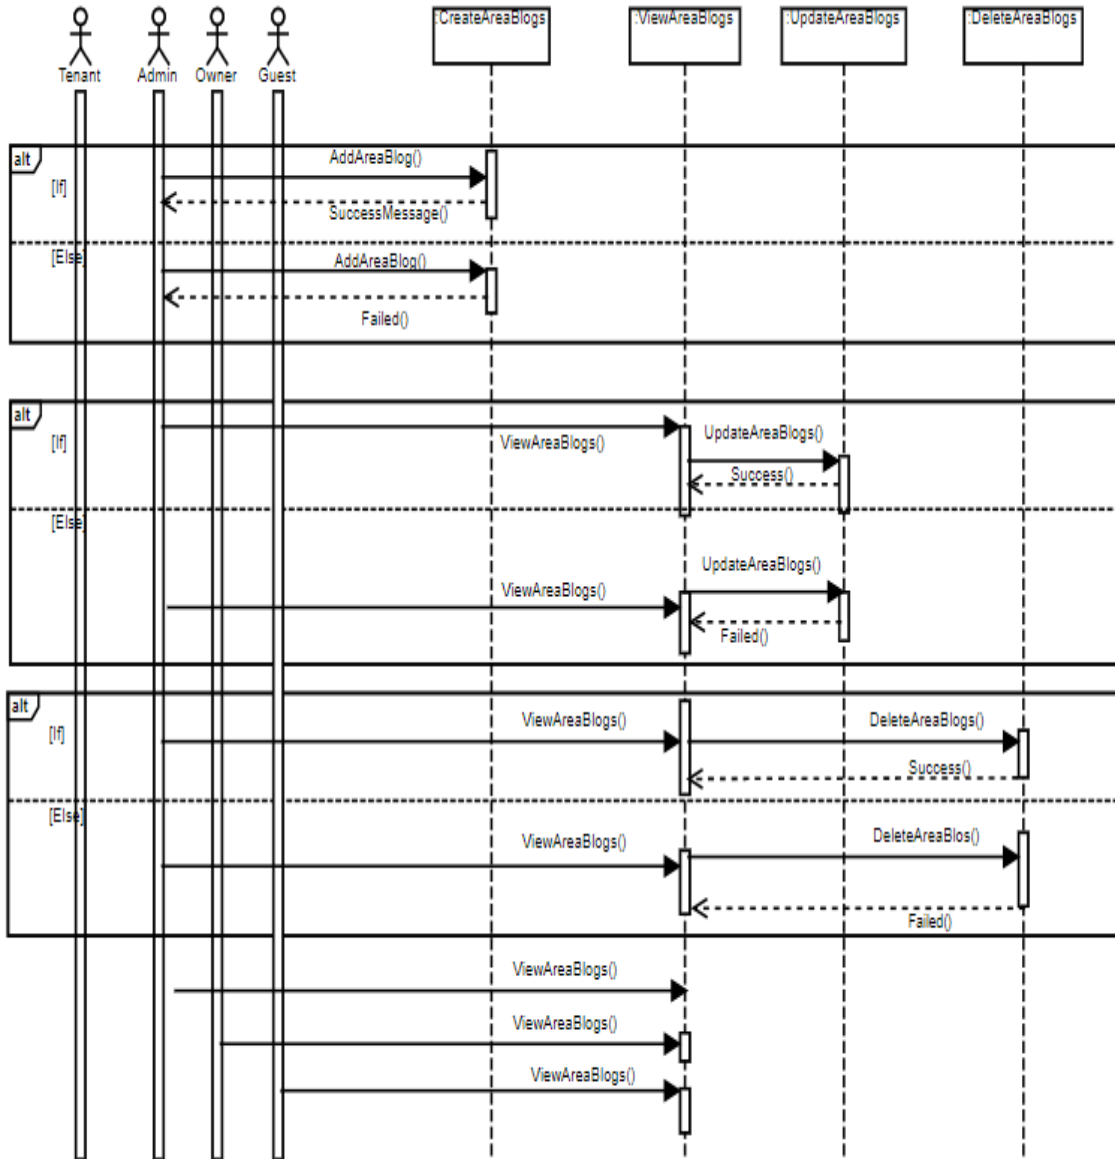 :CreateAreaBlogs
:ViewAreaBlogs
:UpdateAreaBlogs
:DeleteAreaBlogs
Tenant
Admin
Owner
Guest
alt
[If]
AddAreaBlog()
SuccessMessage()
[Else]
AddAreaBlog()
Failed()
alt
[If]
ViewAreaBlogs()
UpdateAreaBlogs()
Success()
[Else]
UpdateAreaBlogs()
ViewAreaBlogs()
Failed()
alt
[If]
ViewAreaBlogs()
DeleteAreaBlogs()
Success()
[Else]
ViewAreaBlogs()
DeleteAreaBlos()
Failed()
ViewAreaBlogs()
ViewAreaBlogs()
ViewAreaBlogs()